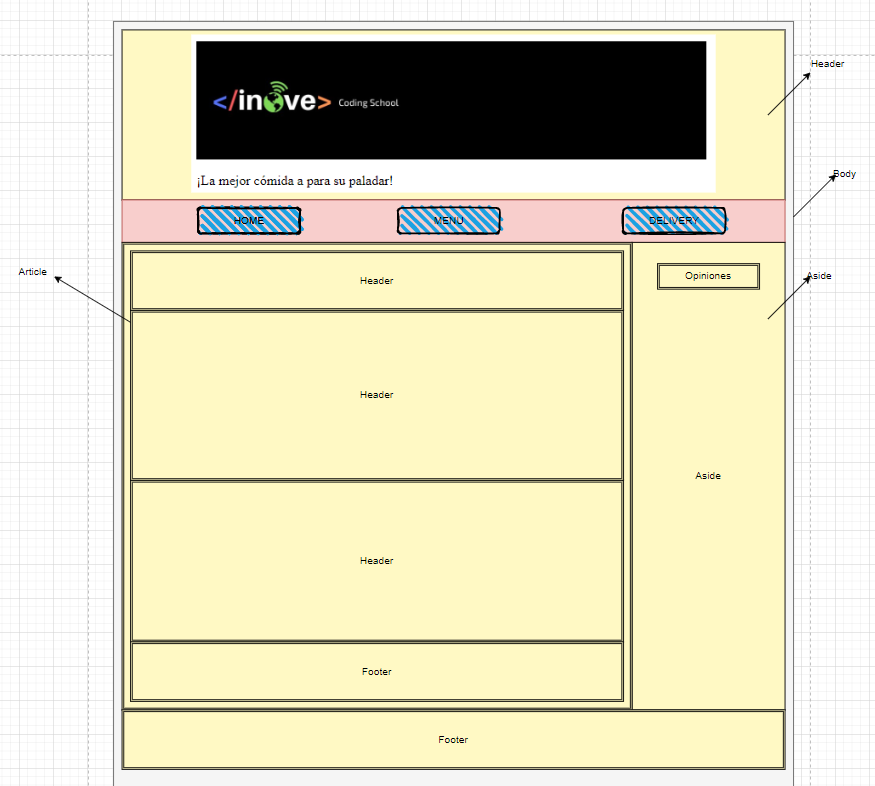 </inove> Coding School
¡La mejor cómida a para su paladar!
Header
Body
HOME
MENU
DELIVERY
Article
Header
Opiniones
Aside
Header
Aside
Header
Footer
Footer